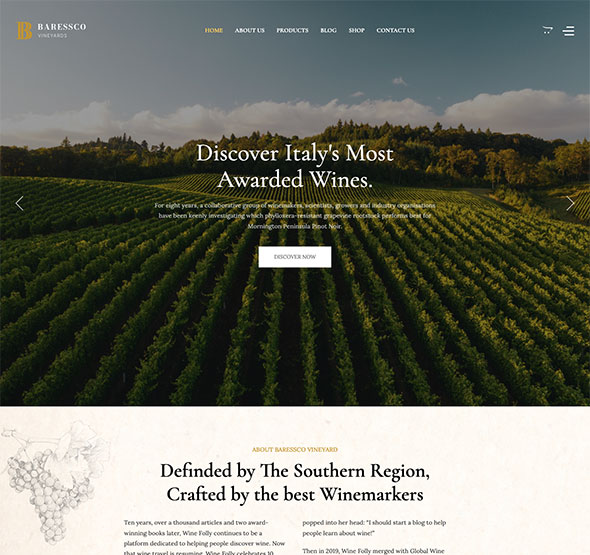 BARESSCO
VINEYARDS
HOME ABOUT US PRODUCTS BLOG SHOP CONTACT US
Discover Italy's Most
Awarded Wines.
For eight years, a collaborative group of winemakers, scientists, growers and industry organisations
have been keenly investigating which phylloxera-resistant grapevine rootstock performs best for
Mornington Peninsula Pinot Noir.
DISCOVER NOW
ABOUT BARESSCO VINEYARD
Definded by The Southern Region,
Crafted by the best Winemarkers
Ten years, over a thousand articles and two award-
winning books later, Wine Folly continues to be a
platform dedicated to helping people discover wine. Now
that wine travel is resuming, Wine Folly celebrates 10
popped into her head: "I should start a blog to help
people learn about wine!"
Then in 2019, Wine Folly merged with Global Wine